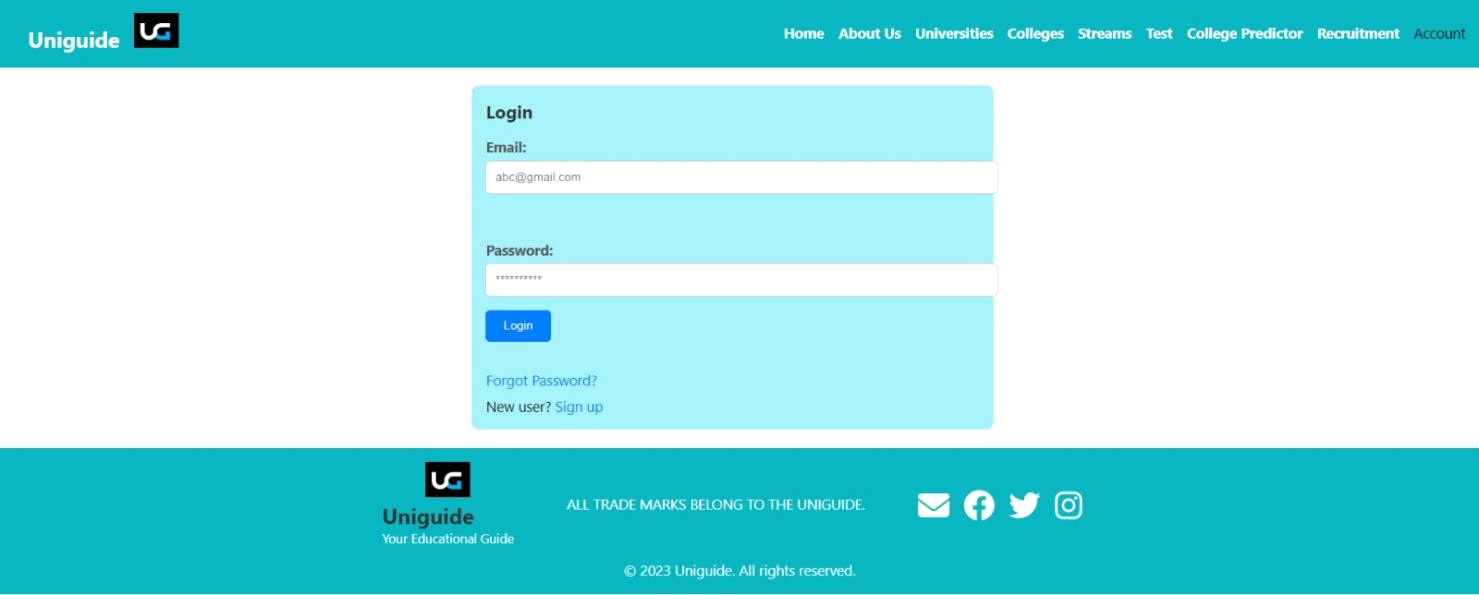 Uniguide UG Home About Us Universities Colleges Streams Test College Predictor Recruitment Account
Login
Email:
abc@gmail.com
Password:
**********
Login
Forgot Password?
New user? Sign up
UG
Uniguide
Your Educational Guide
ALL TRADE MARKS BELONG TO THE UNIGUIDE.
© 2023 Uniguide. All rights reserved.